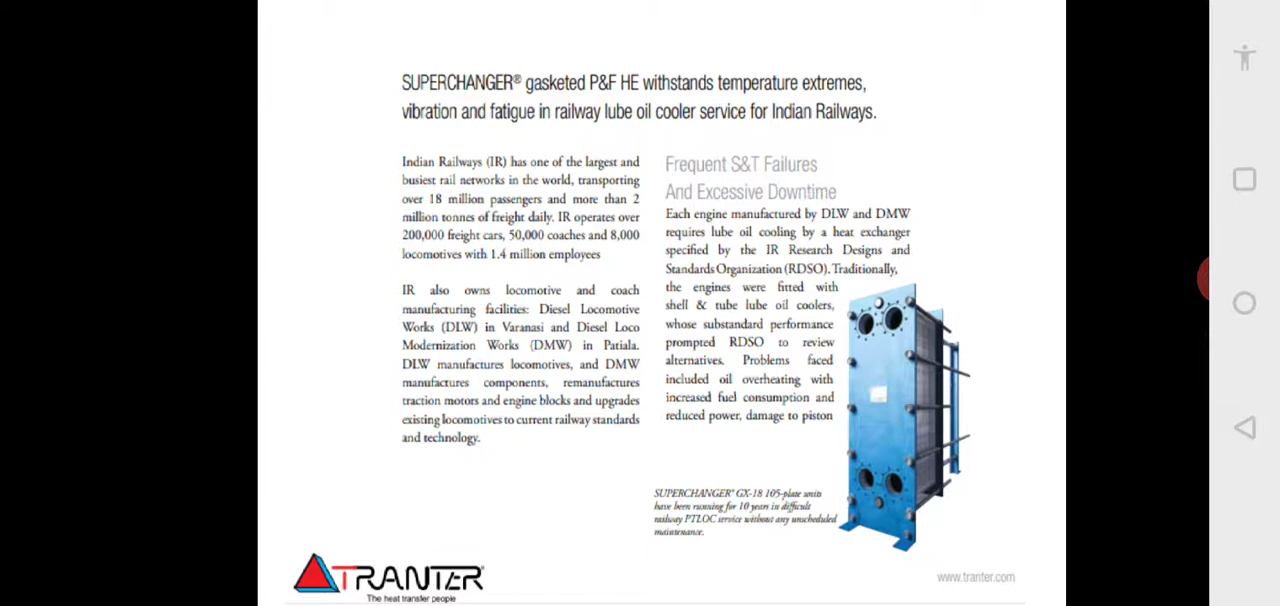 SUPERCHANGER® gasketed P&F HE withstands temperature extremes,
vibration and fatigue in railway lube oil cooler service for Indian Railways.
Indian Railways (IR) has one of the largest and
busiest rail networks in the world, transporting
over 18 million passengers and more than 2
million tonnes of freight daily. IR operates over
200,000 freight cars, 50,000 coaches and 8,000
locomotives with 1.4 million employees
IR also owns locomotive and coach
manufacturing facilities: Diesel Locomotive
Works (DLW) in Varanasi and Diesel Loco
Modernization Works (DMW) in Patiala.
DLW manufactures locomotives, and DMW
manufactures components, remanufactures
traction motors and engine blocks and upgrades
existing locomotives to current railway standards
and technology.
Frequent S&T Failures
And Excessive Downtime
Each engine manufactured by DLW and DMW
requires lube oil cooling by a heat exchanger
specified by the IR Research Designs and
Standards Organization (RDSO). Traditionally,
the engines were fitted with
shell & tube lube oil coolers,
whose substandard performance
prompted RDSO to review
alternatives. Problems faced
included oil overheating with
increased fuel consumption and
reduced power, damage to piston
SUPERCHANGER® GX-18 105-plate units
have been running for 10 years in difficult
railway PTLOC service without any unscheduled
maintenance.
TRANTER®
The heat transfer people
www.tranter.com